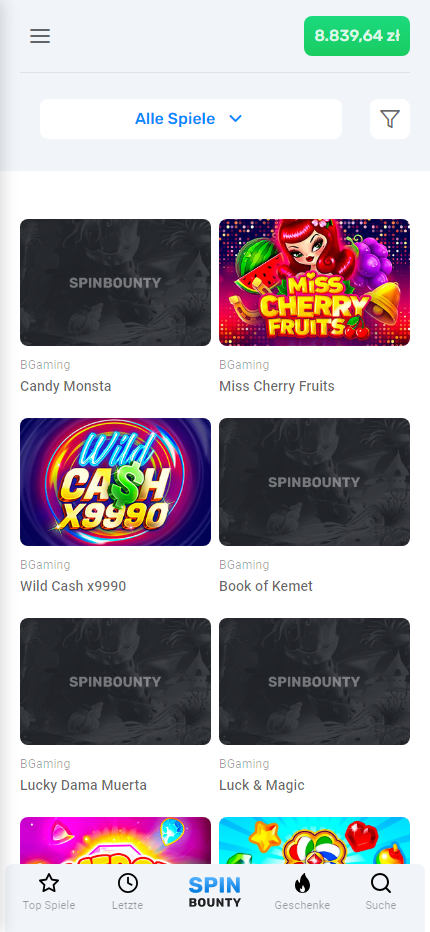 8.839,64 zł
Alle Spiele
SPINBOUNTY
MISS
CHERRY
FRUITS
BGaming
Candy Monsta
BGaming
Miss Cherry Fruits
Wild
CA$H
X9990
SPINBOUNTY
BGaming
Wild Cash x9990
BGaming
Book of Kemet
SPINBOUNTY
SPINBOUNTY
BGaming
Lucky Dama Muerta
BGaming
Luck & Magic
Top Spiele
Letzte
SPIN
BOUNTY
Geschenke
Suche